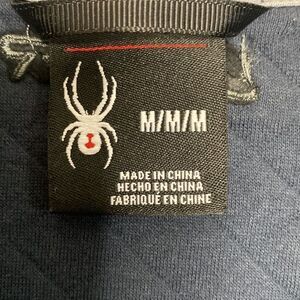 M/M/M
MADE IN CHINA
HECHO EN CHINA
FABRIQUÉ EN CHINE